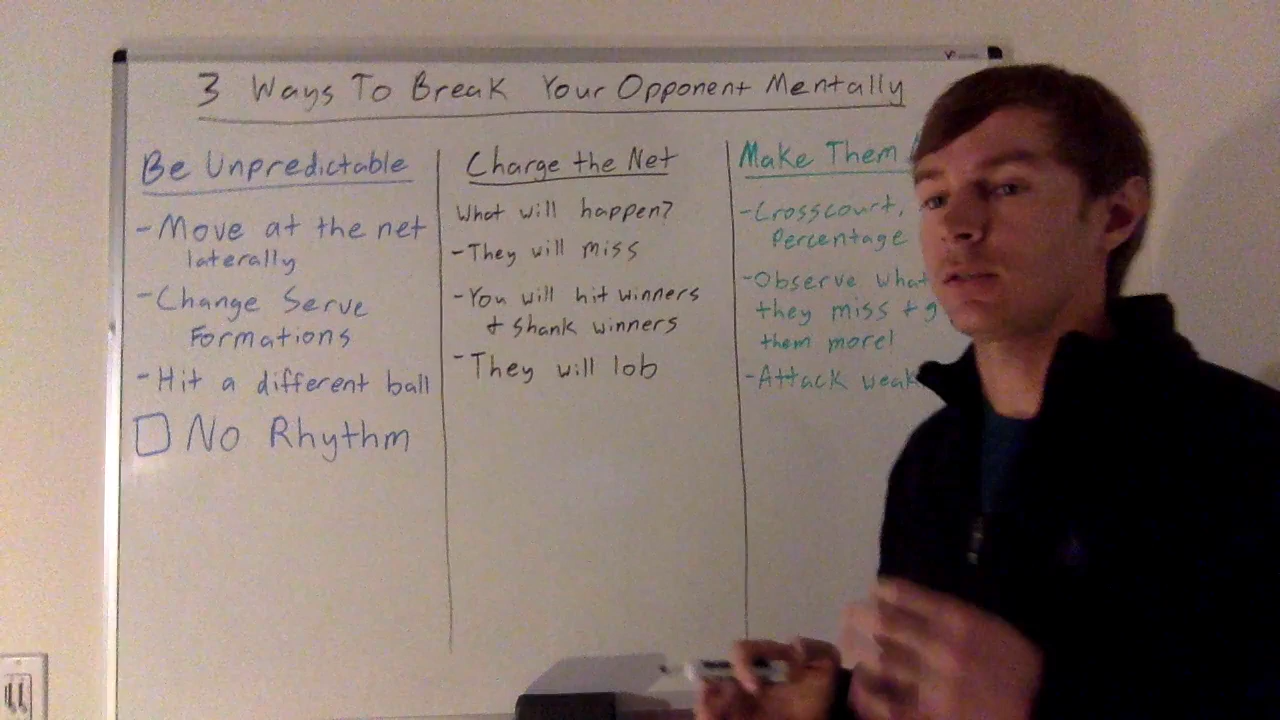 3 Ways To Break Your Opponent Mentally
Be Unpredictable
- Move at the net
laterally
- Change Serve
Formations
- Hit a different ball
No Rhythm
Charge the Net
What will happen?
- They will miss
- You will hit winners
+ shank winners
- They will lob
Make Them
- Crosscourt,
Percentage
- Observe what
they miss +
them more!
- Attack